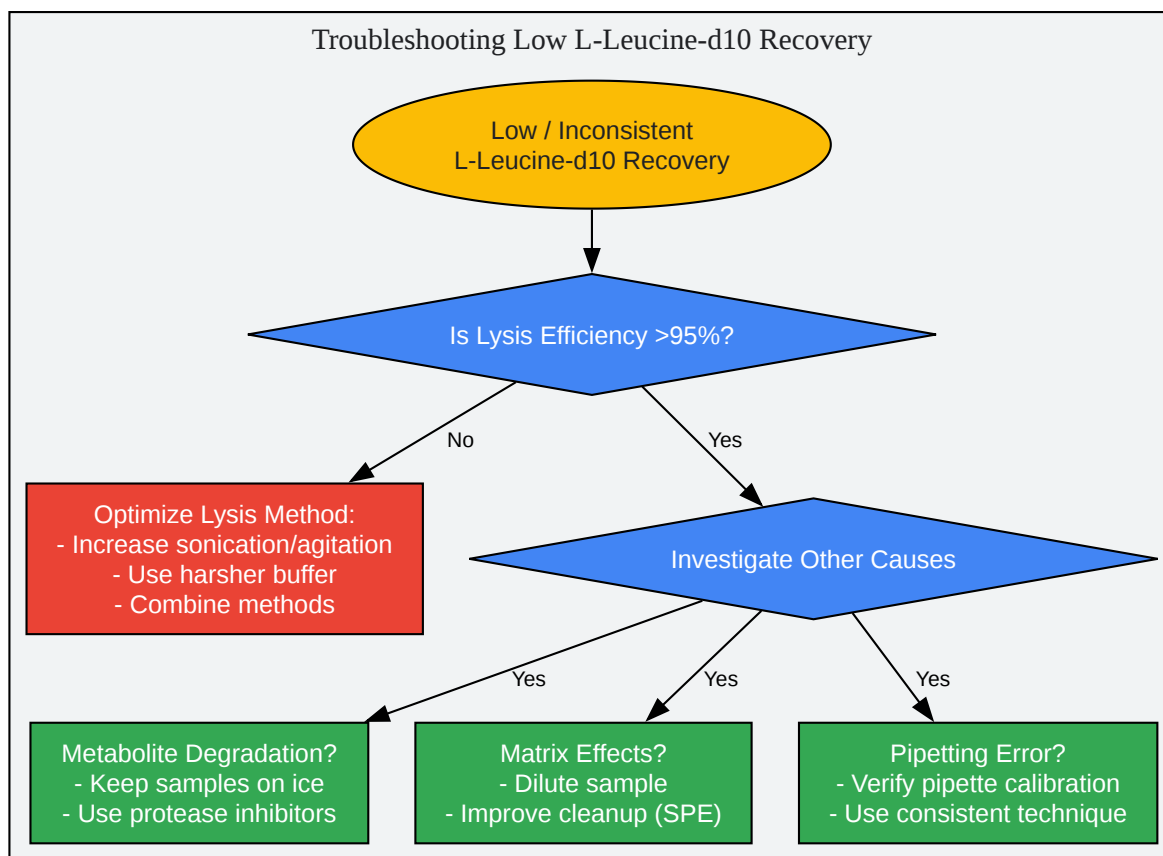 Troubleshooting Low L-Leucine-d10 Recovery
Low / Inconsistent
L-Leucine-d10 Recovery
Is Lysis Efficiency >95%?
No
Yes
Optimize Lysis Method:
- Increase sonication/agitation
- Use harsher buffer
- Combine methods
Investigate Other Causes
Yes
Yes
Yes
Metabolite Degradation?
- Keep samples on ice
- Use protease inhibitors
Matrix Effects?
- Dilute sample
- Improve cleanup (SPE)
Pipetting Error?
- Verify pipette calibration
- Use consistent technique